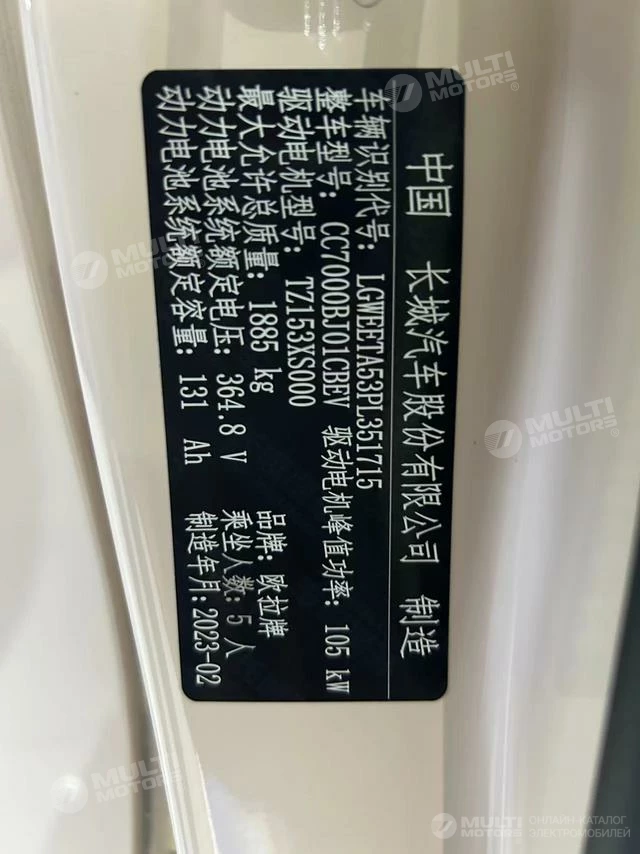 中国 长城汽车股份有限公司 制造
车辆识别代号: LGWEETA53PL351715
整车型号: CC7000BJ01CBEV 驱动电机峰值功率: 105 kW
驱动电机型号: TZ153XS000
最大允许总质量: 1885 kg 品牌: 欧拉牌
动力电池系统额定电压: 364.8 V 乘坐人数: 5 人
动力电池系统额定容量: 131 Ah 制造年月: 2023-02
MULTI MOTORS®
MULTI MOTORS
MULTI MOTORS®
MULTI MOTORS
MULTI MOTORS ОНЛАЙН-КАТАЛОГ ЭЛЕКТРОМОБИЛЕЙ